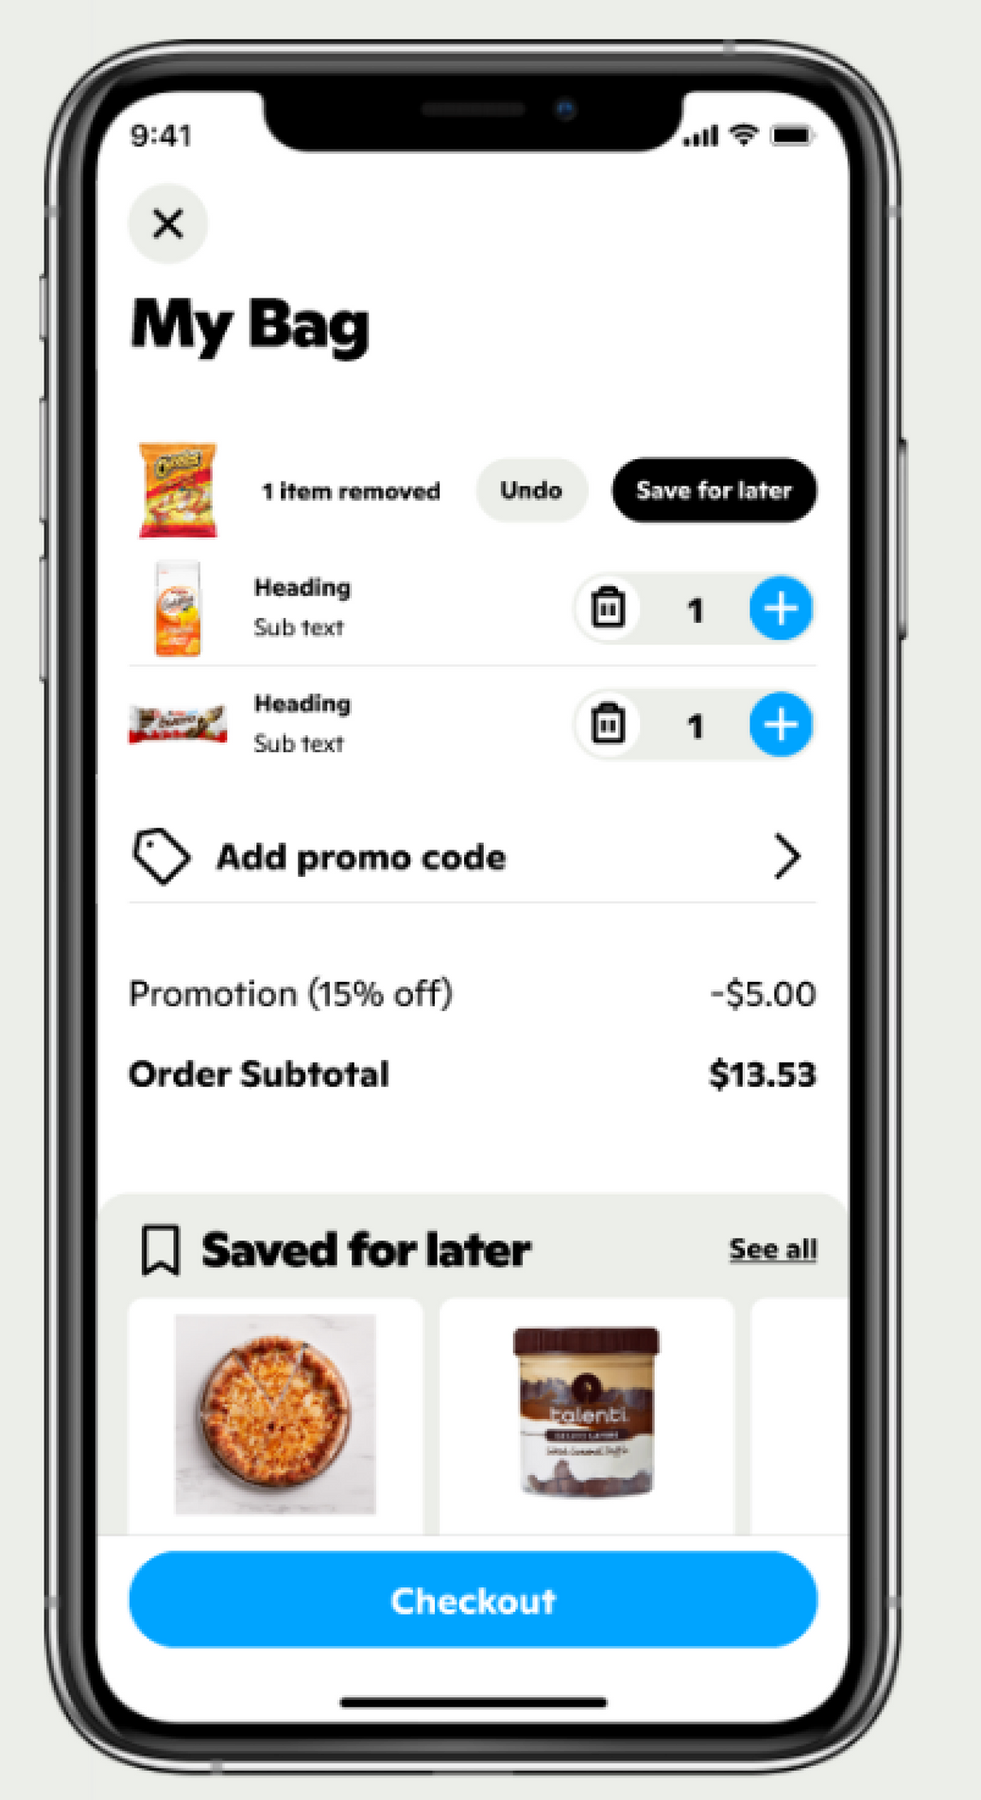 9:41
My Bag
1 item removed Undo Save for later
Heading
Sub text
1
Heading
Sub text
1
Add promo code
Promotion (15% off) -$5.00
Order Subtotal $13.53
Saved for later See all
talenti
Checkout